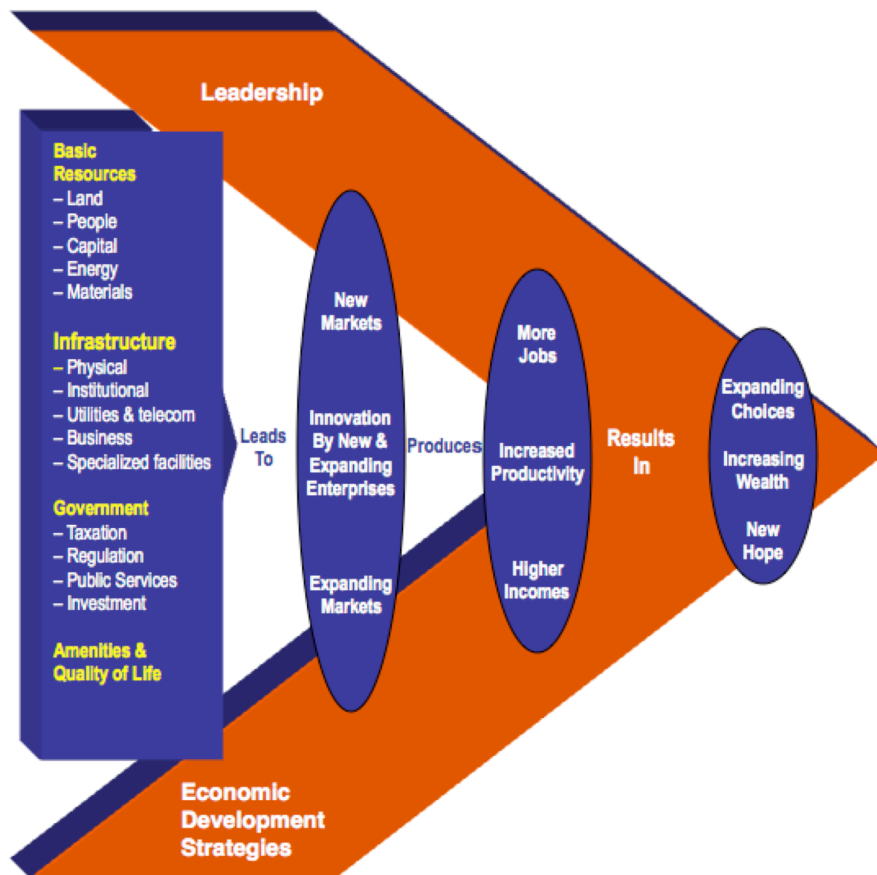 Leadership
Basic
Resources
– Land
– People
– Capital
– Energy
– Materials
Infrastructure
– Physical
– Institutional
– Utilities & telecom
– Business
– Specialized facilities
Government
– Taxation
– Regulation
– Public Services
– Investment
Amenities &
Quality of Life
Leads
To
New
Markets
Innovation
By New &
Expanding
Enterprises
Expanding
Markets
Produces
More
Jobs
Increased
Productivity
Higher
Incomes
Results
In
Expanding
Choices
Increasing
Wealth
New
Hope
Economic
Development
Strategies